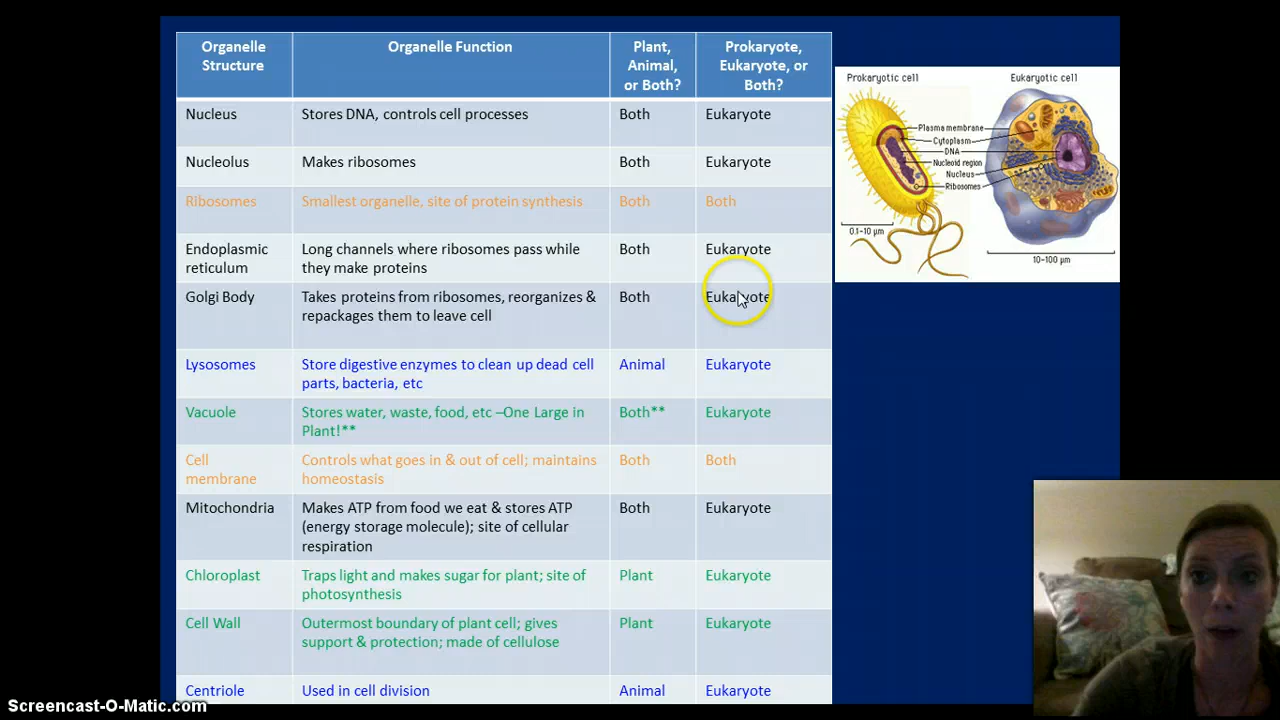 Organelle Structure
Organelle Function
Plant, Animal, or Both?
Prokaryote, Eukaryote, or Both?
Nucleus
Stores DNA, controls cell processes
Both
Eukaryote
Nucleolus
Makes ribosomes
Both
Eukaryote
Ribosomes
Smallest organelle, site of protein synthesis
Both
Both
Endoplasmic
reticulum
Long channels where ribosomes pass while
they make proteins
Both
Eukaryote
Golgi Body
Takes proteins from ribosomes, reorganizes &
repackages them to leave cell
Both
Eukaryote
Lysosomes
Store digestive enzymes to clean up dead cell
parts, bacteria, etc
Animal
Eukaryote
Vacuole
Stores water, waste, food, etc –One Large in
Plant!**
Both**
Eukaryote
Cell
membrane
Controls what goes in & out of cell; maintains
homeostasis
Both
Both
Mitochondria
Makes ATP from food we eat & stores ATP
(energy storage molecule); site of cellular
respiration
Both
Eukaryote
Chloroplast
Traps light and makes sugar for plant; site of
photosynthesis
Plant
Eukaryote
Cell Wall
Outermost boundary of plant cell; gives
support & protection; made of cellulose
Plant
Eukaryote
Centriole
Used in cell division
Animal
Eukaryote
Prokaryotic cell
Eukaryotic cell
Plasma membrane
Cytoplasm
DNA
Nucleoid region
Nucleus
Ribosomes
0.1-10 µm
10-100 µm
Screencast-O-Matic.com